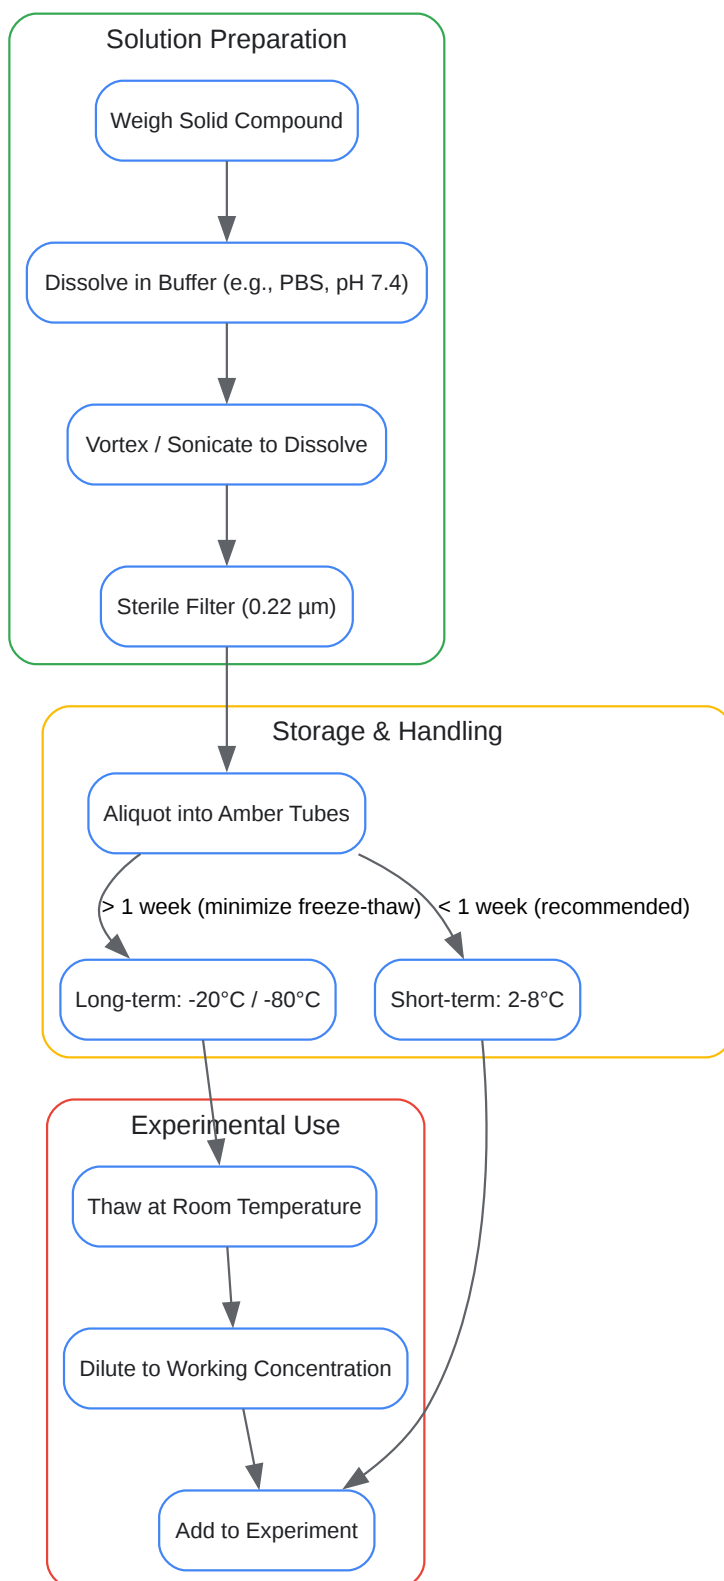 Solution Preparation
Weigh Solid Compound
Dissolve in Buffer (e.g., PBS, pH 7.4)
Vortex / Sonicate to Dissolve
Sterile Filter (0.22 µm)
Storage & Handling
Aliquot into Amber Tubes
> 1 week (minimize freeze-thaw)
< 1 week (recommended)
Long-term: -20°C / -80°C
Short-term: 2-8°C
Experimental Use
Thaw at Room Temperature
Dilute to Working Concentration
Add to Experiment